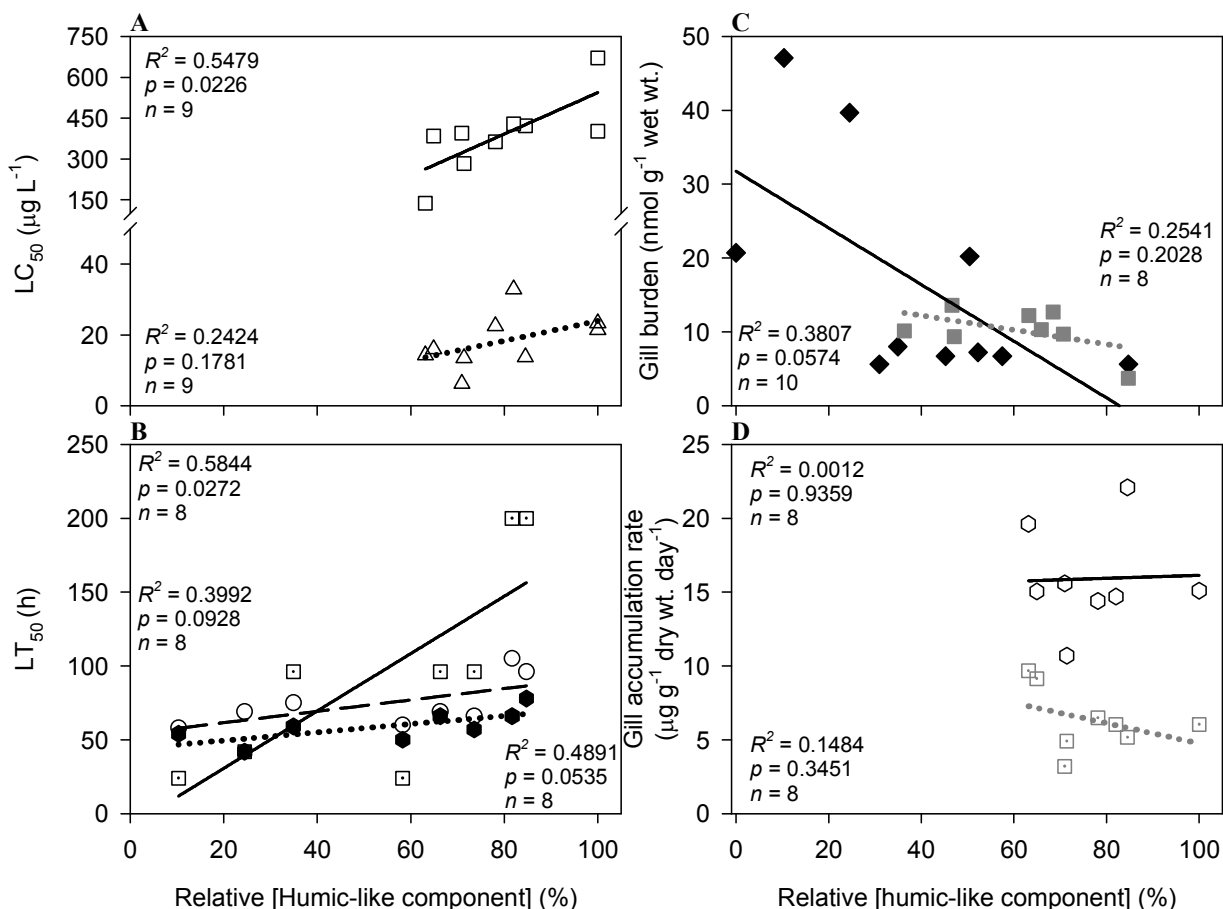 A
750
600
450
300
150
40
20
0
LC50 (μg L-1)
R2 = 0.5479
p = 0.0226
n = 9
R2 = 0.2424
p = 0.1781
n = 9
B
250
200
150
100
50
0
LT50 (h)
R2 = 0.5844
p = 0.0272
n = 8
R2 = 0.3992
p = 0.0928
n = 8
R2 = 0.4891
p = 0.0535
n = 8
0 20 40 60 80 100
Relative [Humic-like component] (%)
C
50
40
30
20
10
0
Gill burden (nmol g-1 wet wt.)
R2 = 0.2541
p = 0.2028
n = 8
R2 = 0.3807
p = 0.0574
n = 10
D
25
20
15
10
5
0
Gill accumulation rate
(μg g-1 dry wt. day-1)
R2 = 0.0012
p = 0.9359
n = 8
R2 = 0.1484
p = 0.3451
n = 8
0 20 40 60 80 100
Relative [humic-like component] (%)